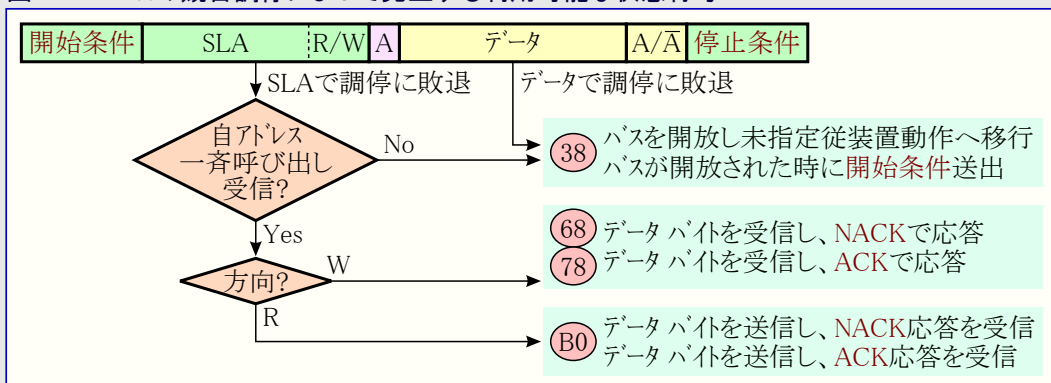 開始条件 SLA R/W A データ A/A̅ 停止条件
SLAで調停に敗退
データで調停に敗退
自アドレス
一斉呼び出し
受信?
No
Yes
38
バスを開放し未指定従装置動作へ移行
バスが開放された時に開始条件送出
方向?
W
R
68
データ バイトを受信し、NACKで応答
78
データ バイトを受信し、ACKで応答
B0
データ バイトを送信し、NACK応答を受信
データ バイトを送信し、ACK応答を受信